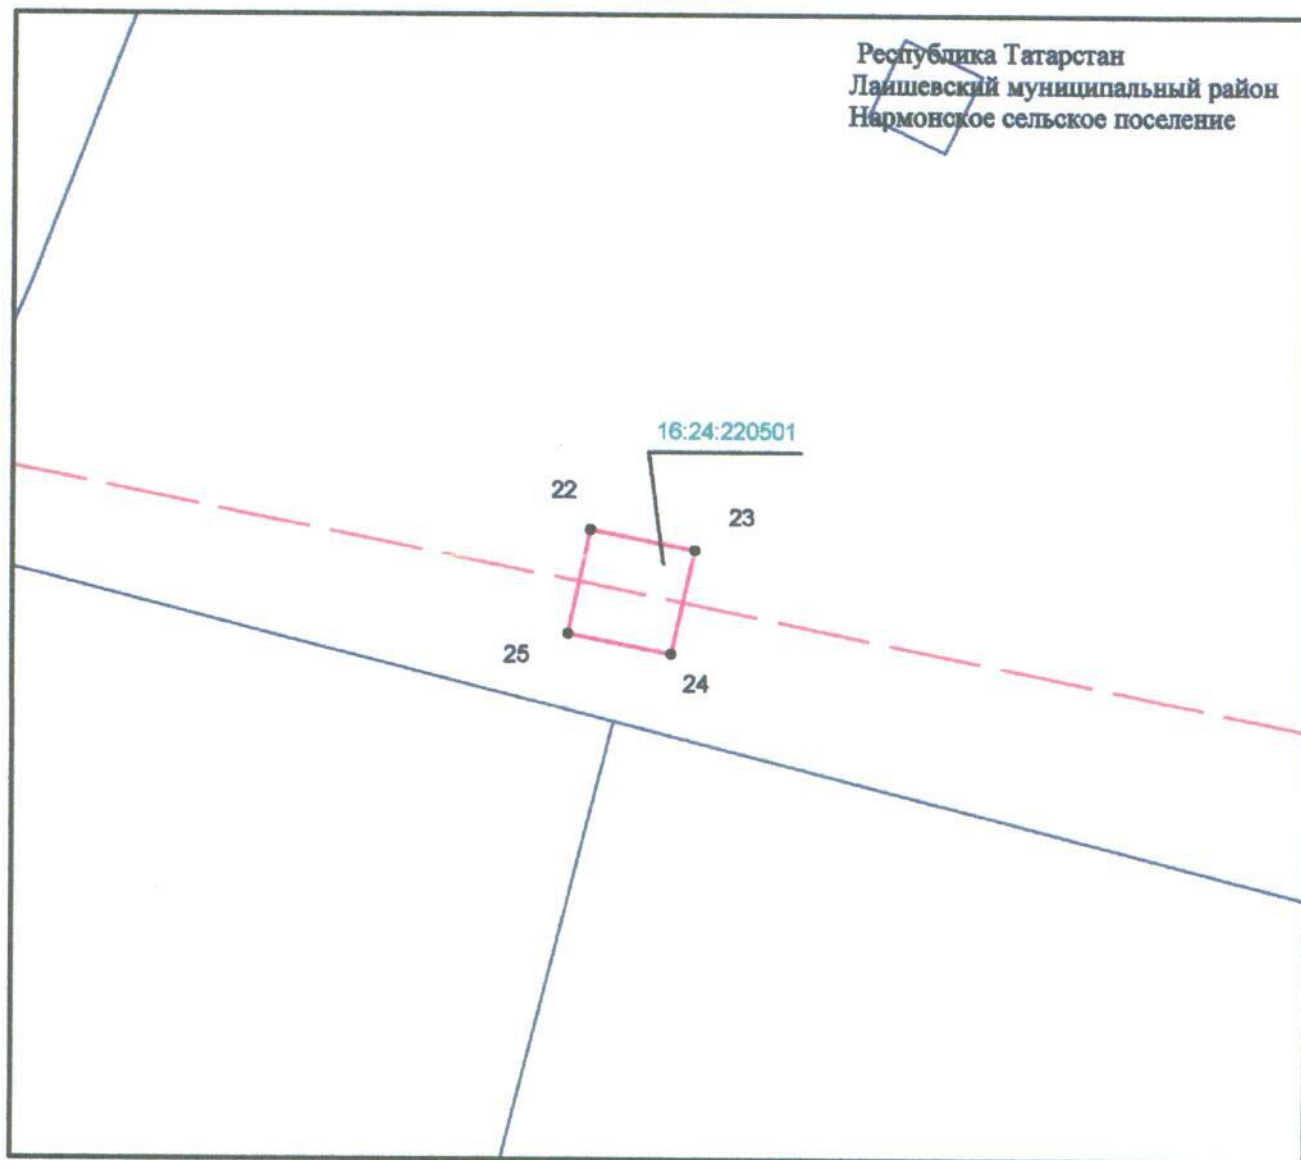 Республика Татарстан
Лаишевский муниципальный район
Нармонское сельское поселение
16:24:220501
22
23
25
24